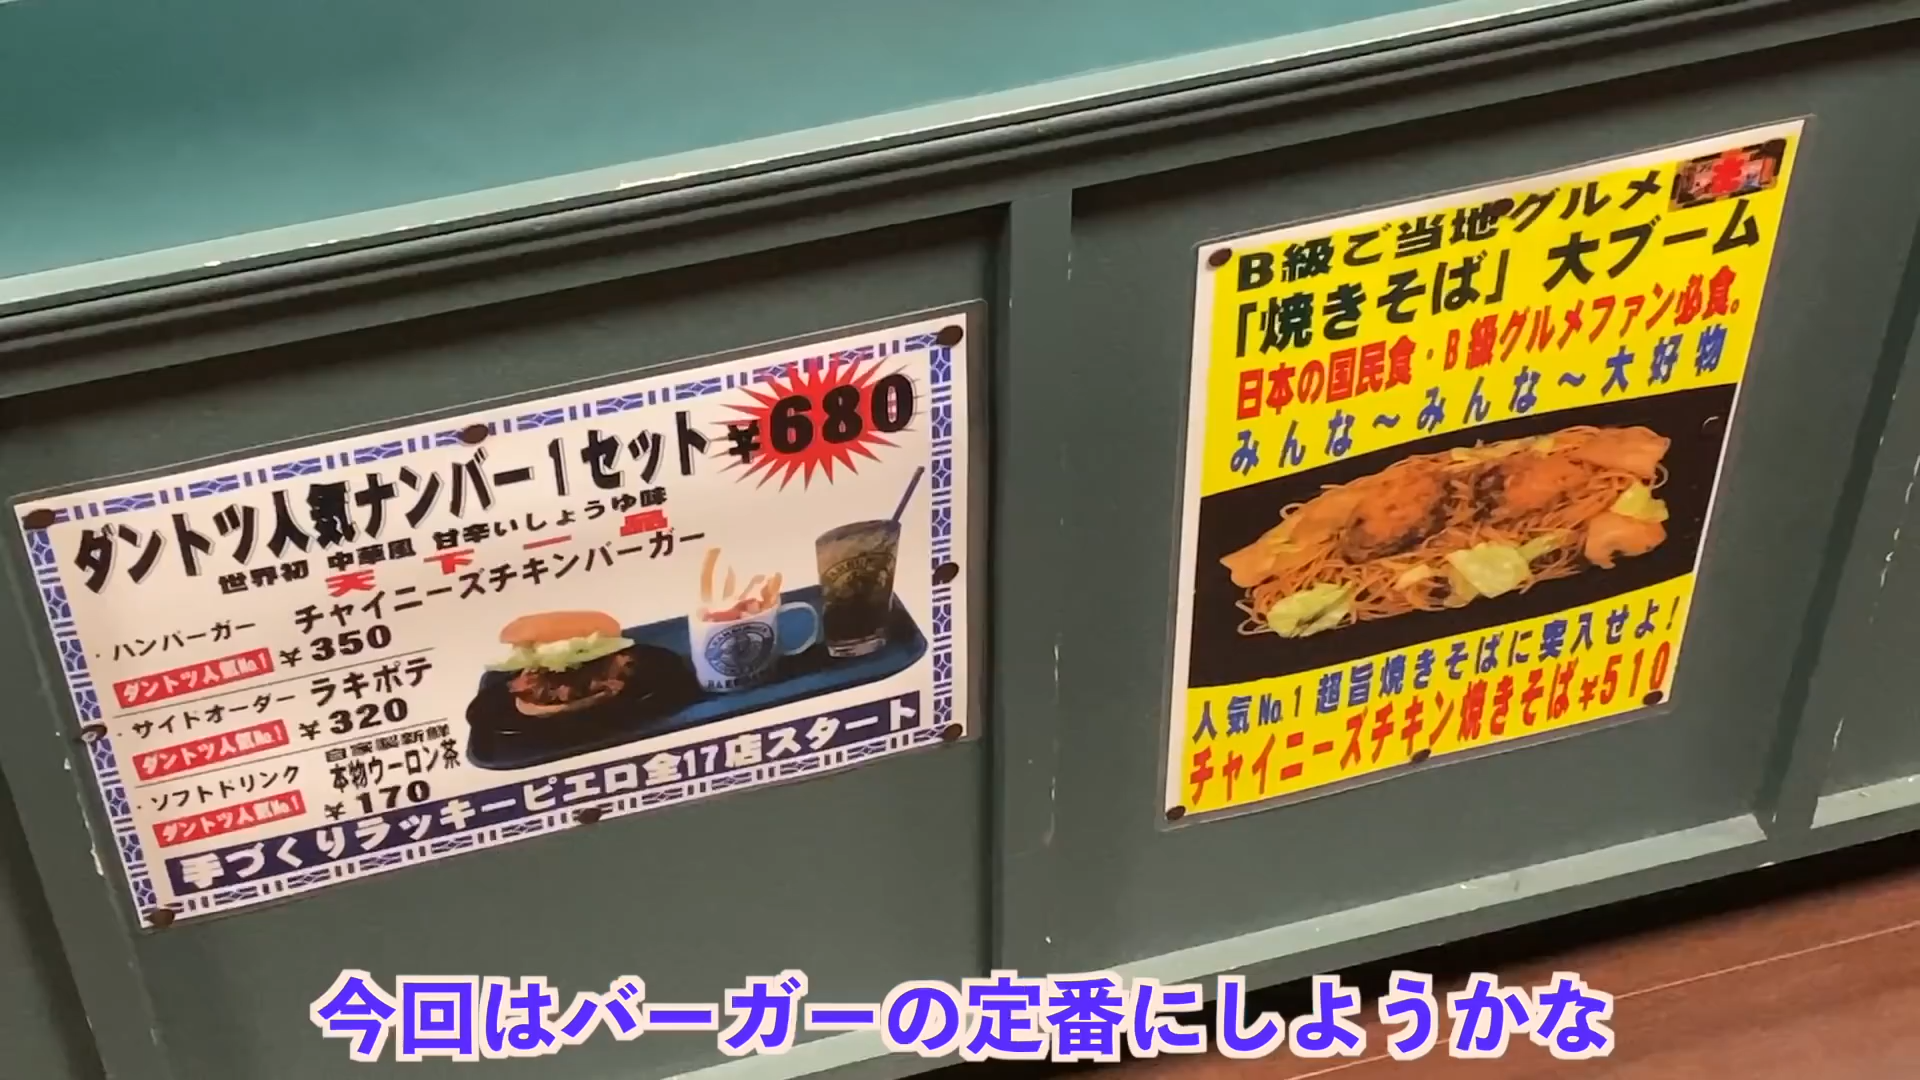 ダントツ人気ナンバー1セット ¥680
世界初 中華風 甘辛いしょうゆ味
天下一品
・ハンバーガー チャイニーズチキンバーガー
ダントツ人気No.1 ¥350
・サイドオーダー ラキポテ
ダントツ人気No.1 ¥320
・ソフトドリンク 自家製新鮮
本物ウーロン茶
ダントツ人気No.1 ¥170
手づくりラッキーピエロ全17店スタート
B級ご当地グルメ
「焼きそば」大ブーム
日本の国民食・B級グルメファン必食。
みんな～みんな～大好物
人気No.1超旨焼きそばに突入せよ!
チャイニーズチキン焼きそば¥510
今回はバーガーの定番にしようかな